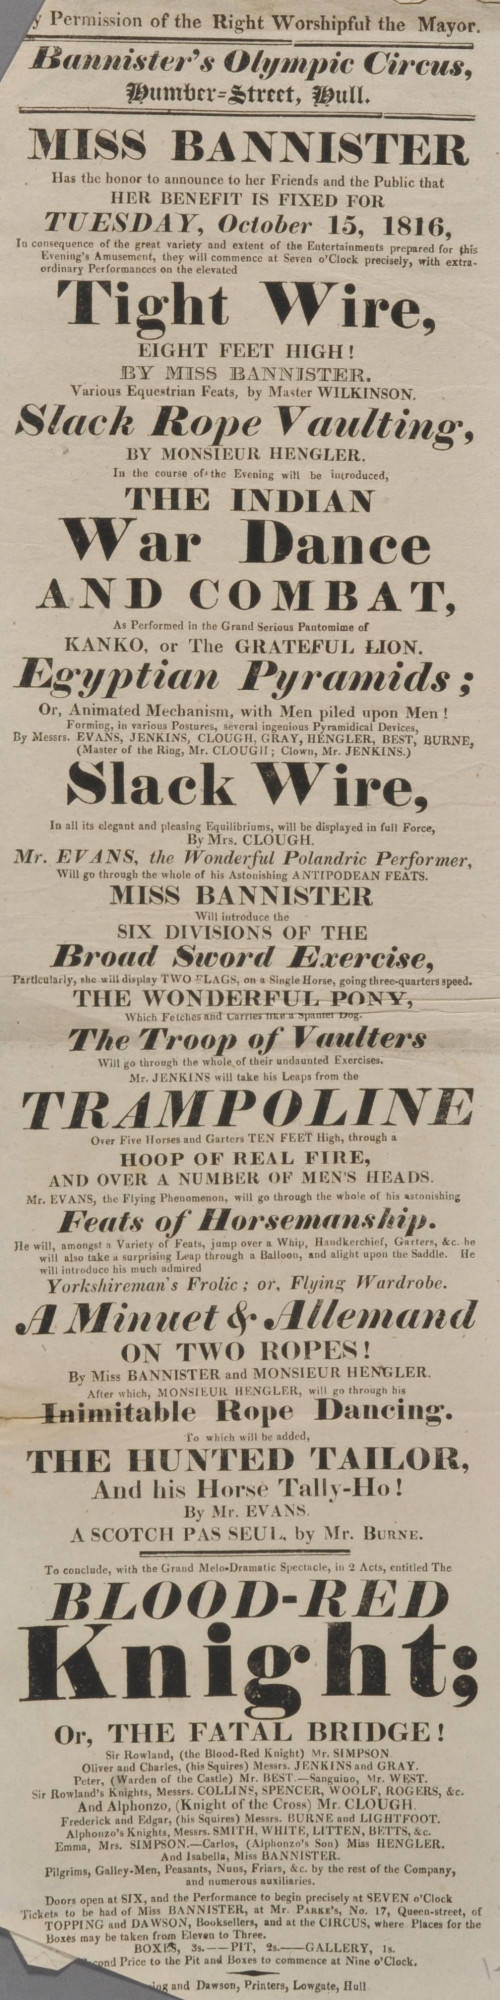 Permission of the Right Worshipful the Mayor.
Bannister's Olympic Circus,
Humber-Street, Hull.
MISS BANNISTER
Has the honor to announce to her Friends and the Public that
HER BENEFIT IS FIXED FOR
TUESDAY, October 15, 1816,
In consequence of the great variety and extent of the Entertainments prepared for this
Evening's Amusement, they will commence at Seven o'Clock precisely, with extra-
ordinary Performances on the elevated
Tight Wire,
EIGHT FEET HIGH!
BY MISS BANNISTER.
Various Equestrian Feats, by Master WILKINSON.
Slack Rope Vaulting,
BY MONSIEUR HENGLER.
In the course of the Evening will be introduced,
THE INDIAN
War Dance
AND COMBAT,
As Performed in the Grand Serious Pantomime of
KANKO, or The GRATEFUL LION.
Egyptian Pyramids;
Or, Animated Mechanism, with Men piled upon Men!
Forming, in various Postures, several ingenious Pyramidical Devices,
By Messrs. EVANS, JENKINS, CLOUGH, GRAY, HENGLER, BEST, BURNE,
(Master of the Ring, Mr. CLOUGH; Clown, Mr. JENKINS.)
Slack Wire,
In all its elegant and pleasing Equilibriums, will be displayed in full Force,
By Mrs. CLOUGH.
Mr. EVANS, the Wonderful Polandric Performer,
Will go through the whole of his Astonishing ANTIPODEAN FEATS.
MISS BANNISTER
Will introduce the
SIX DIVISIONS OF THE
Broad Sword Exercise,
Particularly, she will display TWO FLAGS, on a Single Horse, going three-quarters speed.
THE WONDERFUL PONY,
Which Fetches and Carries like a Spaniel Dog.
The Troop of Vaulters
Will go through the whole of their undaunted Exercises.
Mr. JENKINS will take his Leaps from the
TRAMPOLINE
Over Five Horses and Garters TEN FEET High, through a
HOOP OF REAL FIRE,
AND OVER A NUMBER OF MEN'S HEADS.
Mr. EVANS, the Flying Phenomenon, will go through the whole of his astonishing
Feats of Horsemanship.
He will, amongst a Variety of Feats, jump over a Whip, Handkerchief, Garters, &c. he
will also take a surprising Leap through a Balloon, and alight upon the Saddle. He
will introduce his much admired
Yorkshireman's Frolic; or, Flying Wardrobe.
A Minuet & Allemand
ON TWO ROPES!
By Miss BANNISTER and MONSIEUR HENGLER.
After which, MONSIEUR HENGLER, will go through his
Inimitable Rope Dancing.
To which will be added,
THE HUNTED TAILOR,
And his Horse Tally-Ho!
By Mr. EVANS.
A SCOTCH PAS SEUL, by Mr. BURNE.
To conclude, with the Grand Melo-Dramatic Spectacle, in 2 Acts, entitled The
BLOOD-RED
Knight;
Or, THE FATAL BRIDGE!
Sir Rowland, (the Blood-Red Knight) Mr. SIMPSON
Oliver and Charles, (his Squires) Messrs. JENKINS and GRAY.
Peter, (Warden of the Castle) Mr. BEST.—Sanguino, Mr. WEST.
Sir Rowland's Knights, Messrs. COLLINS, SPENCER, WOOLF, ROGERS, &c.
And Alphonzo, (Knight of the Cross) Mr. CLOUGH.
Frederick and Edgar, (his Squires) Messrs. BURNE and LIGHTFOOT.
Alphonzo's Knights, Messrs. SMITH, WHITE, LITTEN, BETTS, &c.
Emma, Mrs. SIMPSON.—Carlos, (Alphonzo's Son) Miss HENGLER.
And Isabella, Miss BANNISTER.
Pilgrims, Galley-Men, Peasants, Nuns, Friars, &c. by the rest of the Company,
and numerous auxiliaries.
Doors open at SIX, and the Performance to begin precisely at SEVEN o'Clock
Tickets to be had of Miss BANNISTER, at Mr. PARKE's, No. 17, Queen-street, of
TOPPING and DAWSON, Booksellers, and at the CIRCUS, where Places for the
Boxes may be taken from Eleven to Three.
BOXES, 3s.——PIT, 2s.——GALLERY, 1s.
Second Price to the Pit and Boxes to commence at Nine o'Clock.
and Dawson, Printers, Lowgate, Hull